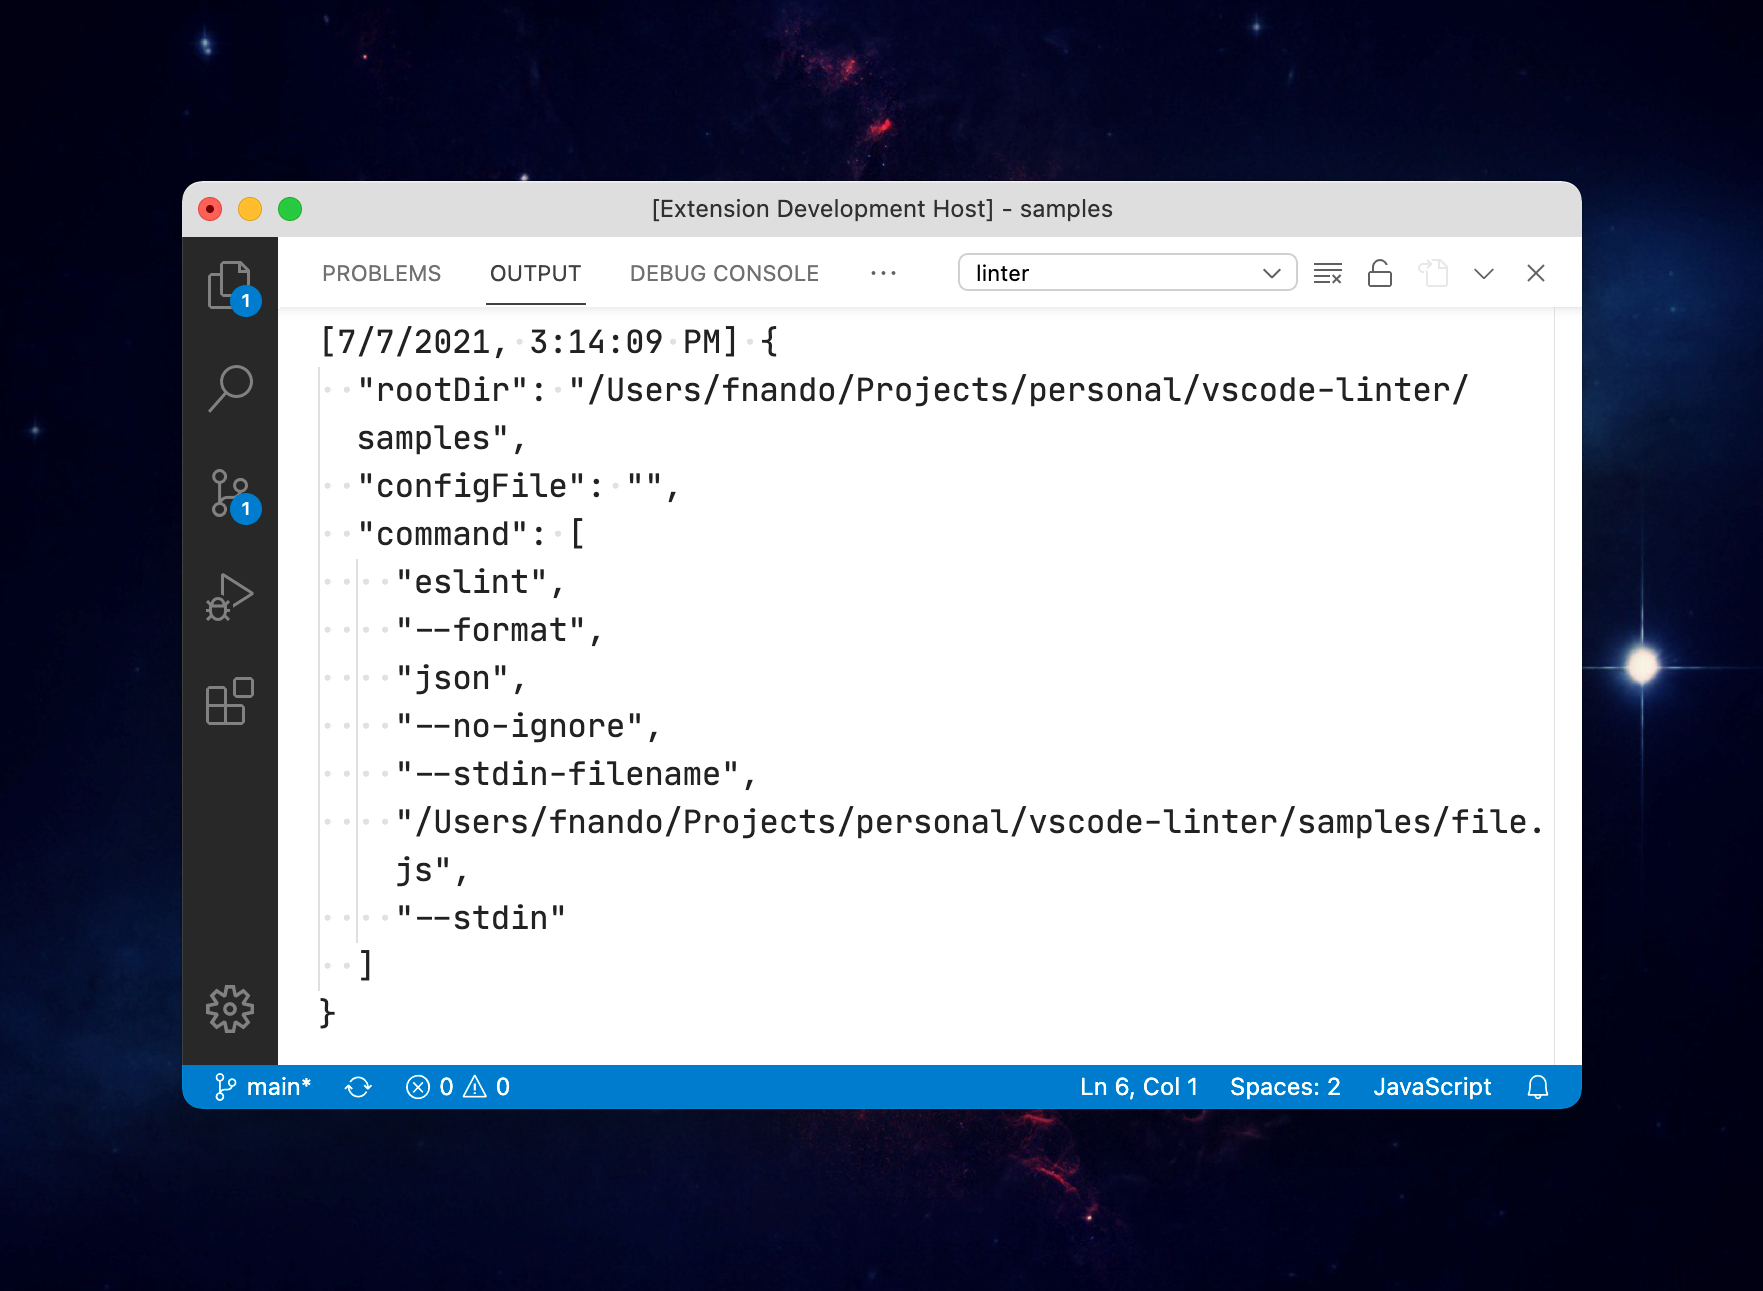 [Extension Development Host] - samples
PROBLEMS OUTPUT DEBUG CONSOLE ··· linter
1
1
[7/7/2021, 3:14:09 PM] {
"rootDir": "/Users/fnando/Projects/personal/vscode-linter/
samples",
"configFile": "",
"command": [
"eslint",
"--format",
"json",
"--no-ignore",
"--stdin-filename",
"/Users/fnando/Projects/personal/vscode-linter/samples/file.
js",
"--stdin"
]
}
main* 0 0 Ln 6, Col 1 Spaces: 2 JavaScript